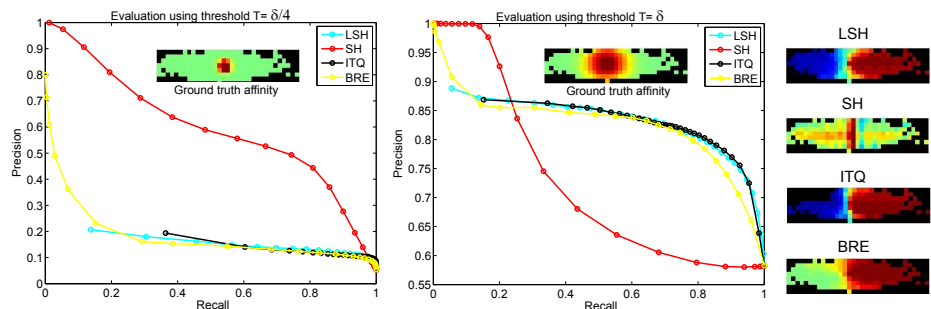 Evaluation using threshold T= δ/4
1
0.9
0.8
0.7
0.6
0.5
0.4
0.3
0.2
0.1
0
Precision
0
0.2
0.4
0.6
0.8
1
Recall
Ground truth affinity
LSH
SH
ITQ
BRE
Evaluation using threshold T= δ
1
0.95
0.9
0.85
0.8
0.75
0.7
0.65
0.6
0.55
Precision
0
0.2
0.4
0.6
0.8
1
Recall
Ground truth affinity
LSH
SH
ITQ
BRE
LSH
SH
ITQ
BRE